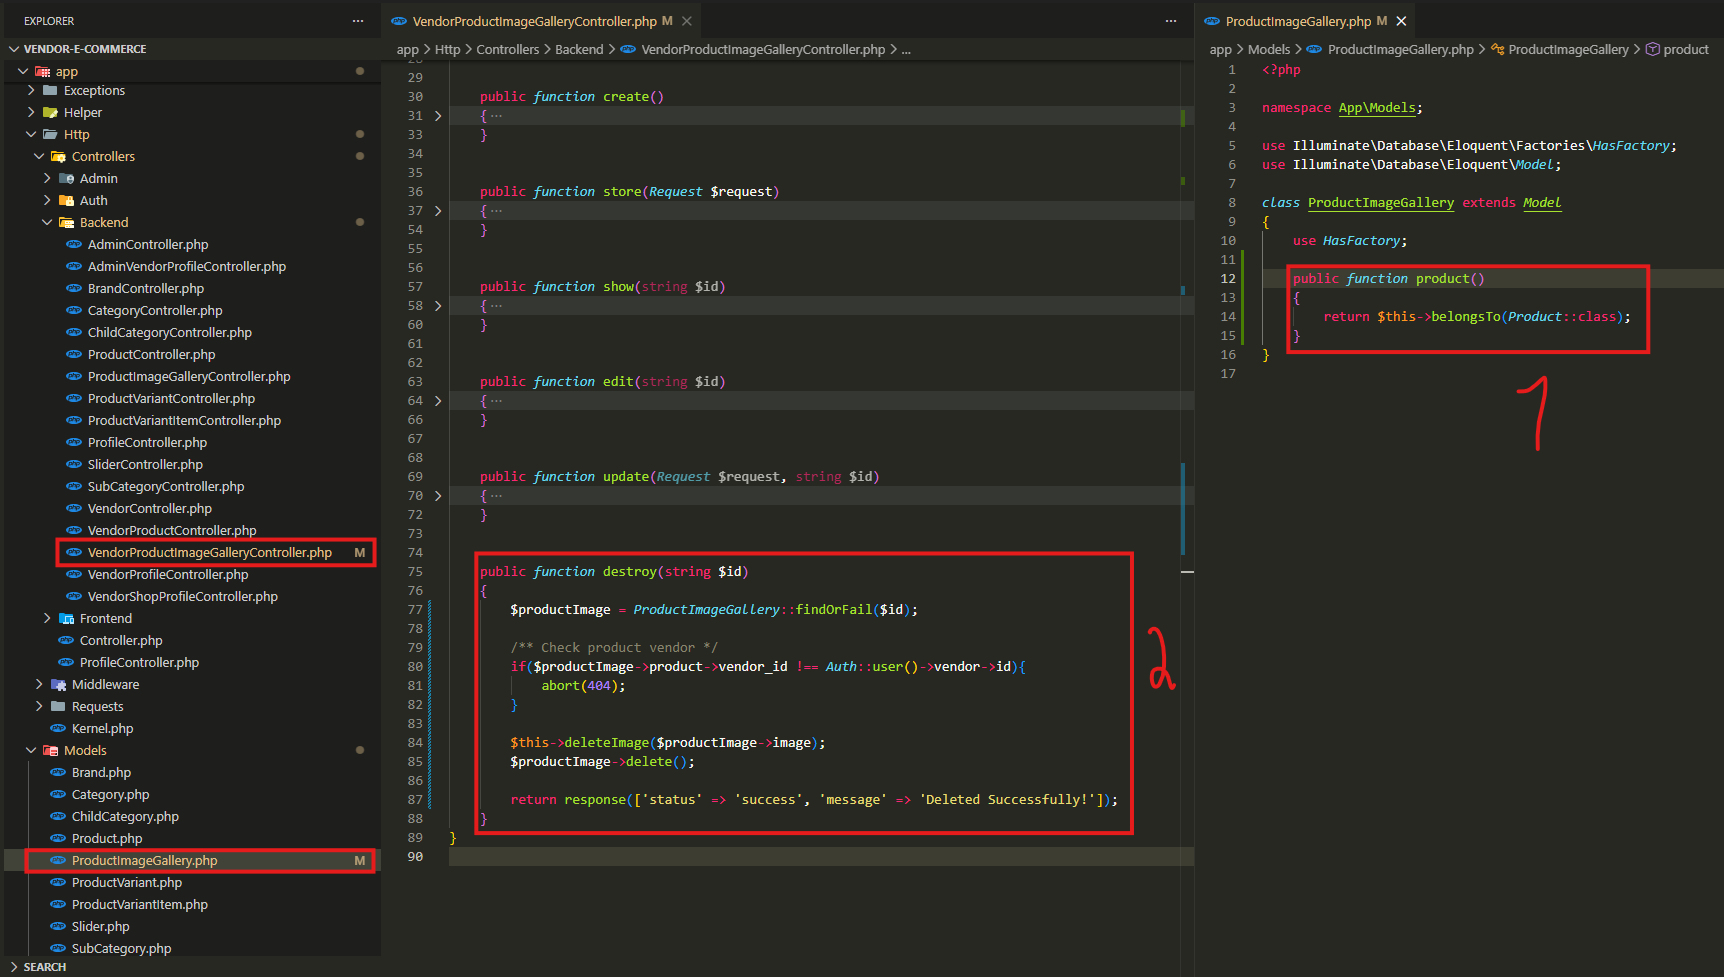 EXPLORER
VENDOR-E-COMMERCE
app
Exceptions
Helper
Http
Controllers
Admin
Auth
Backend
AdminController.php
AdminVendorProfileController.php
BrandController.php
CategoryController.php
ChildCategoryController.php
ProductController.php
ProductImageGalleryController.php
ProductVariantController.php
ProductVariantItemController.php
ProfileController.php
SliderController.php
SubCategoryController.php
VendorController.php
VendorProductController.php
VendorProductImageGalleryController.php M
VendorProfileController.php
VendorShopProfileController.php
Frontend
Controller.php
ProfileController.php
Middleware
Requests
Kernel.php
Models
Brand.php
Category.php
ChildCategory.php
Product.php
ProductImageGallery.php M
ProductVariant.php
ProductVariantItem.php
Slider.php
SubCategory.php
SEARCH
VendorProductImageGalleryController.php M
app > Http > Controllers > Backend > VendorProductImageGalleryController.php > ...
28
29
30 public function create()
31 { ...
33 }
34
35
36 public function store(Request $request)
37 { ...
54 }
55
56
57 public function show(string $id)
58 { ...
60 }
61
62
63 public function edit(string $id)
64 { ...
66 }
67
68
69 public function update(Request $request, string $id)
70 { ...
72 }
73
74
75 public function destroy(string $id)
76 {
77 $productImage = ProductImageGallery::findOrFail($id);
78
79 /** Check product vendor */
80 if($productImage->product->vendor_id !== Auth::user()->vendor->id){
81 abort(404);
82 }
83
84 $this->deleteImage($productImage->image);
85 $productImage->delete();
86
87 return response(['status' => 'success', 'message' => 'Deleted Successfully!']);
88 }
89 }
90
2
ProductImageGallery.php M
app > Models > ProductImageGallery.php > ProductImageGallery > product
1 <?php
2
3 namespace App\Models;
4
5 use Illuminate\Database\Eloquent\Factories\HasFactory;
6 use Illuminate\Database\Eloquent\Model;
7
8 class ProductImageGallery extends Model
9 {
10 use HasFactory;
11
12 public function product()
13 {
14 return $this->belongsTo(Product::class);
15 }
16 }
17
1